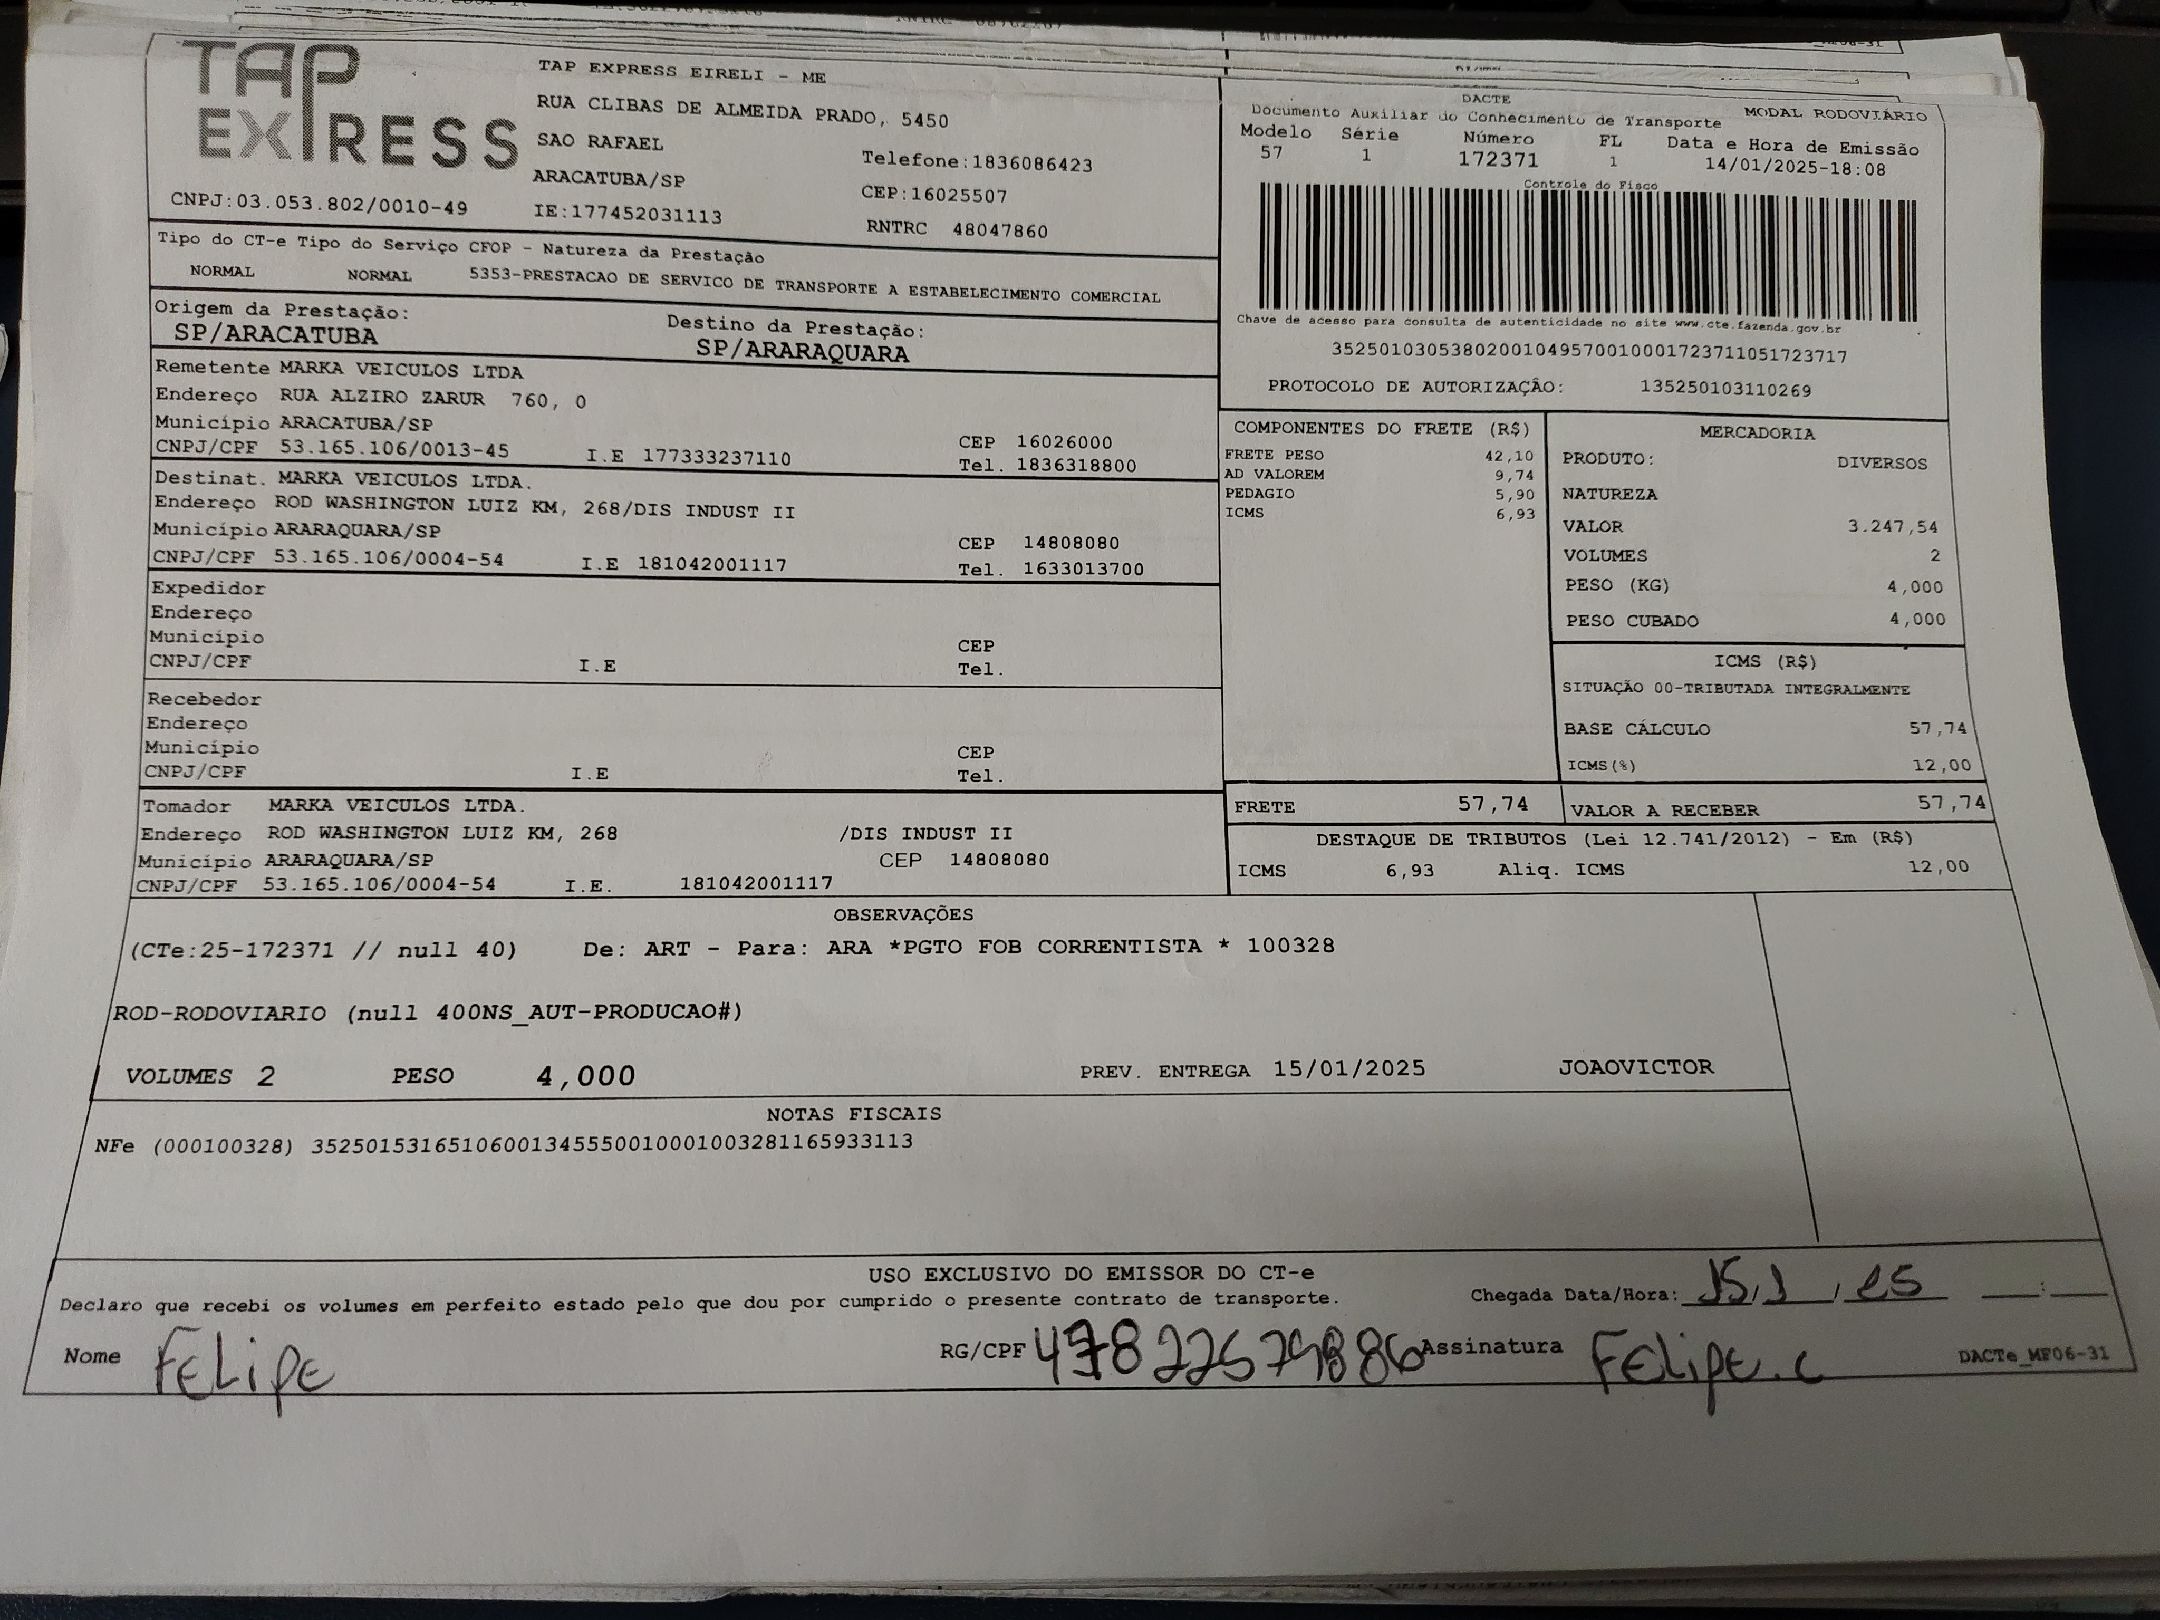 TAP EXPRESS
TAP EXPRESS EIRELI - ME
RUA CLIBAS DE ALMEIDA PRADO, 5450
SAO RAFAEL
Telefone:1836086423
ARACATUBA/SP
CEP:16025507
CNPJ:03.053.802/0010-49
IE:177452031113
RNTRC 48047860
DACTE
Documento Auxiliar do Conhecimento de Transporte
MODAL RODOVIÁRIO
Modelo Série Número FL Data e Hora de Emissão
57 1 172371 1 14/01/2025-18:08
Controle do Fisco
Chave de acesso para consulta de autenticidade no site www.cte.fazenda.gov.br
35250103053802001049570010001723711051723717
PROTOCOLO DE AUTORIZAÇÃO: 135250103110269
Tipo do CT-e Tipo do Serviço CFOP - Natureza da Prestação
NORMAL NORMAL 5353-PRESTACAO DE SERVICO DE TRANSPORTE A ESTABELECIMENTO COMERCIAL
Origem da Prestação:
SP/ARACATUBA
Destino da Prestação:
SP/ARARAQUARA
Remetente MARKA VEICULOS LTDA
Endereço RUA ALZIRO ZARUR 760, 0
Município ARACATUBA/SP
CEP 16026000
CNPJ/CPF 53.165.106/0013-45 I.E 177333237110 Tel. 1836318800
Destinat. MARKA VEICULOS LTDA.
Endereço ROD WASHINGTON LUIZ KM, 268/DIS INDUST II
Município ARARAQUARA/SP
CEP 14808080
CNPJ/CPF 53.165.106/0004-54 I.E 181042001117 Tel. 1633013700
Expedidor
Endereço
Município CEP
CNPJ/CPF I.E Tel.
Recebedor
Endereço
Município CEP
CNPJ/CPF I.E Tel.
Tomador MARKA VEICULOS LTDA.
Endereço ROD WASHINGTON LUIZ KM, 268 /DIS INDUST II
Município ARARAQUARA/SP CEP 14808080
CNPJ/CPF 53.165.106/0004-54 I.E. 181042001117
COMPONENTES DO FRETE (R$)
FRETE PESO 42,10
AD VALOREM 9,74
PEDAGIO 5,90
ICMS 6,93
MERCADORIA
PRODUTO: DIVERSOS
NATUREZA
VALOR 3.247,54
VOLUMES 2
PESO (KG) 4,000
PESO CUBADO 4,000
ICMS (R$)
SITUAÇÃO 00-TRIBUTADA INTEGRALMENTE
BASE CÁLCULO 57,74
ICMS(%) 12,00
FRETE 57,74 VALOR A RECEBER 57,74
DESTAQUE DE TRIBUTOS (Lei 12.741/2012) - Em (R$)
ICMS 6,93 Aliq. ICMS 12,00
OBSERVAÇÕES
(CTe:25-172371 // null 40) De: ART - Para: ARA *PGTO FOB CORRENTISTA * 100328
ROD-RODOVIARIO (null 400NS_AUT-PRODUCAO#)
VOLUMES 2 PESO 4,000 PREV. ENTREGA 15/01/2025 JOAOVICTOR
NOTAS FISCAIS
NFe (000100328) 35250153165106001345550010001003281165933113
USO EXCLUSIVO DO EMISSOR DO CT-e
Declaro que recebi os volumes em perfeito estado pelo que dou por cumprido o presente contrato de transporte.
Chegada Data/Hora: 15/1/25 __:__
Nome FELIPE RG/CPF Assinatura FELIPE.C
DACTe_MF06-31